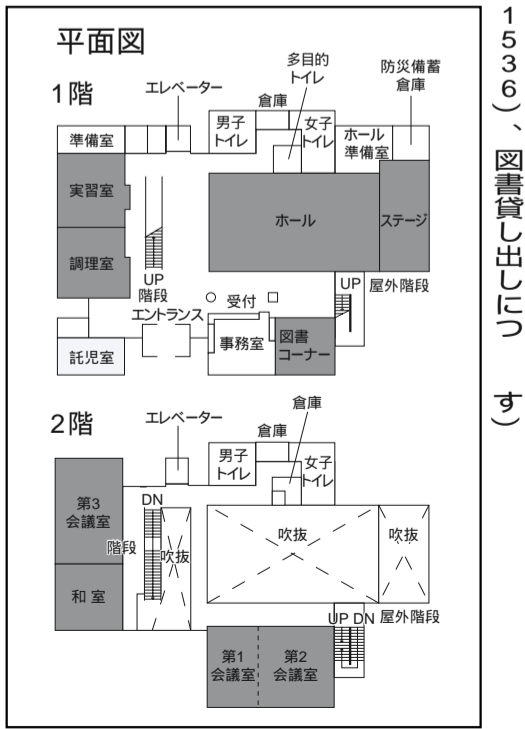 平面図
1階
エレベーター
多目的
トイレ
防災備蓄
倉庫
倉庫
準備室
男子
トイレ
女子
トイレ
ホール
準備室
実習室
ホール
ステージ
調理室
UP
階段
UP
屋外階段
受付
エントランス
事務室
図書
コーナー
託児室
2階
エレベーター
倉庫
倉庫
男子
トイレ
女子
トイレ
第3
会議室
DN
階段
吹抜
吹抜
吹抜
和室
UP DN
屋外階段
第1
会議室
第2
会議室
1536)、図書貸し出しにつ
す)